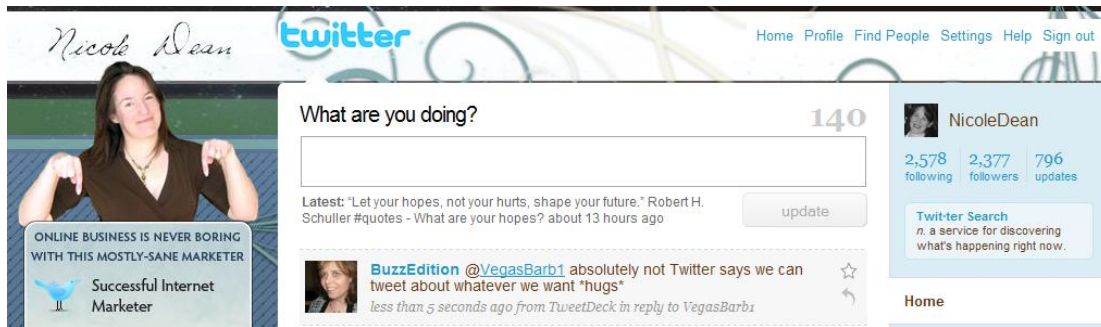 Nicole Dean
twitter
Home Profile Find People Settings Help Sign out
ONLINE BUSINESS IS NEVER BORING
WITH THIS MOSTLY-SANE MARKETER
Successful Internet
Marketer
What are you doing?
140
Latest: “Let your hopes, not your hurts, shape your future.” Robert H.
Schuller #quotes - What are your hopes? about 13 hours ago
update
BuzzEdition @VegasBarb1 absolutely not Twitter says we can
tweet about whatever we want *hugs*
less than 5 seconds ago from TweetDeck in reply to VegasBarb1
NicoleDean
2,578 2,377 796
following followers updates
Twit·ter Search
n. a service for discovering
what's happening right now.
Home